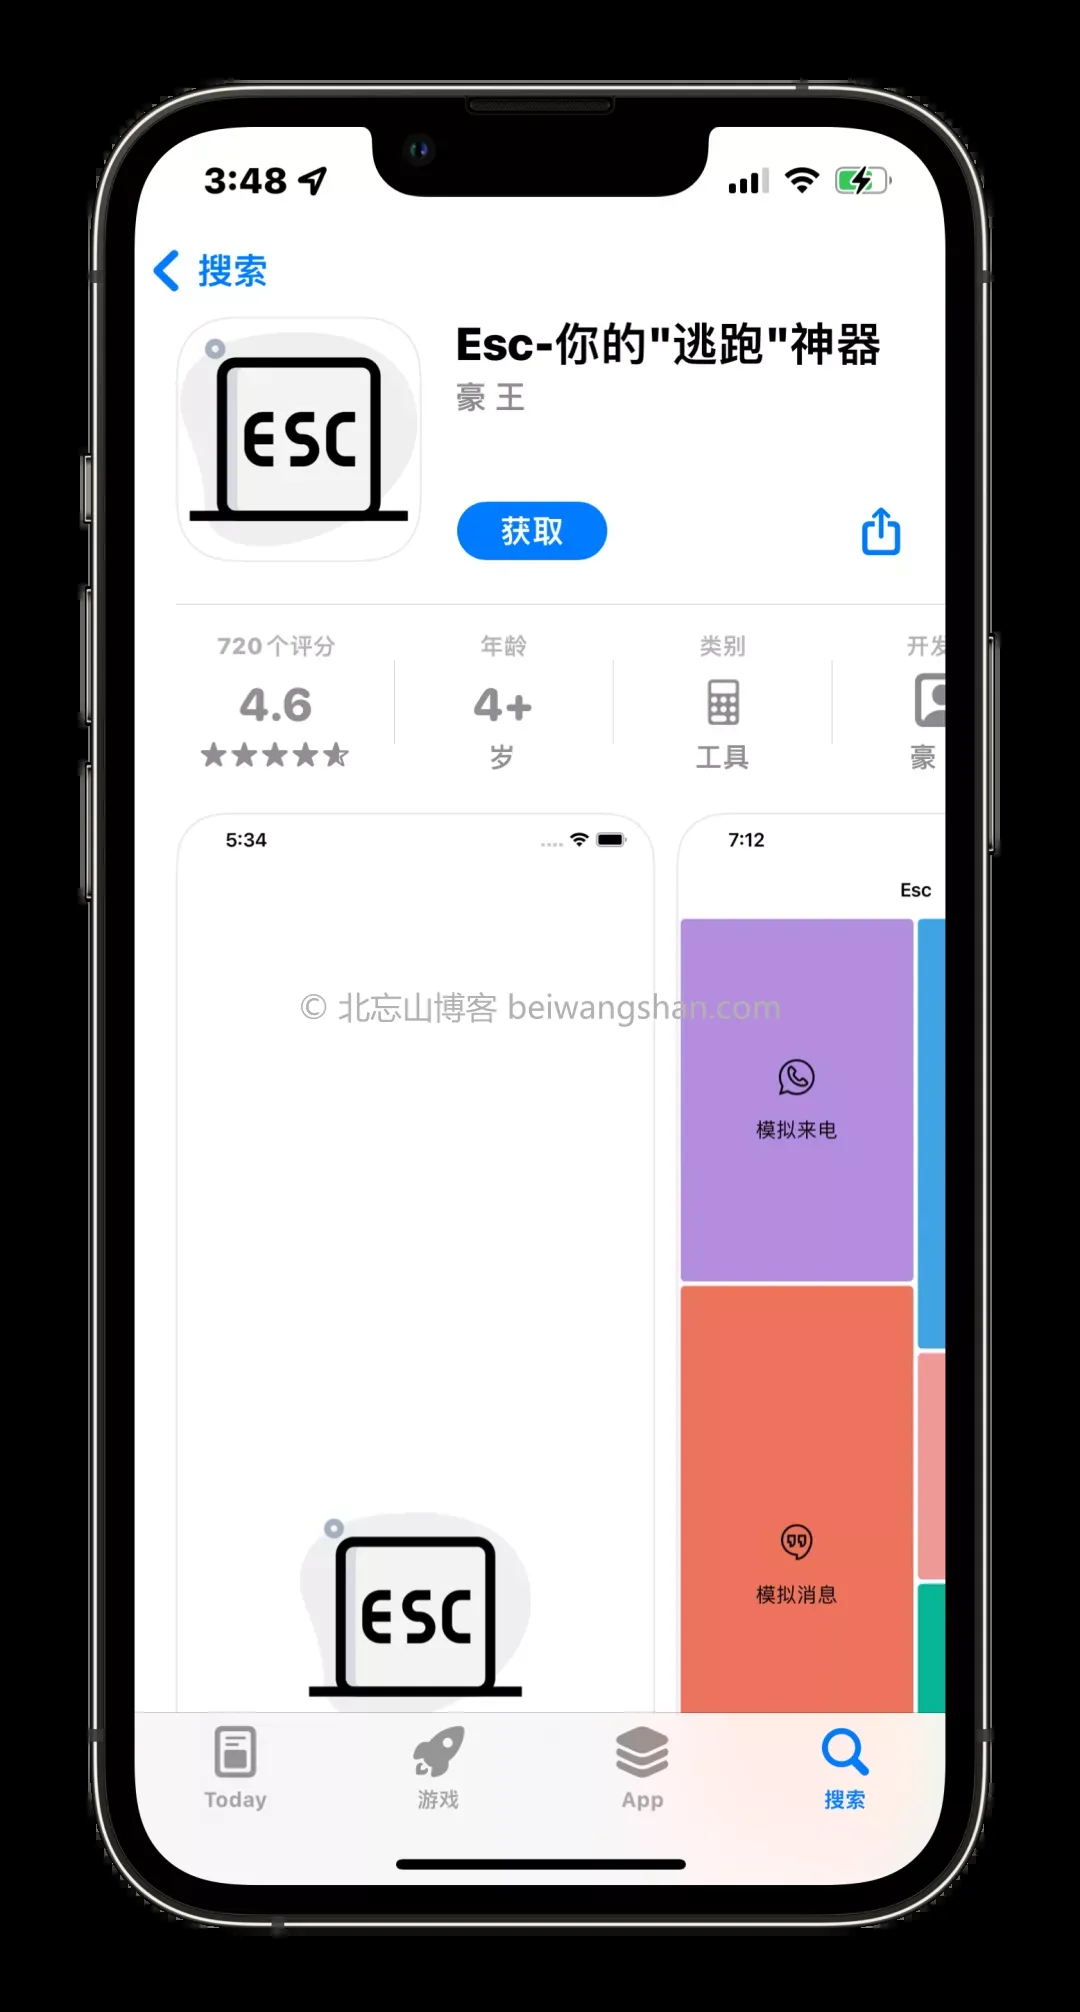 3:48
搜索
ESC
Esc-你的"逃跑"神器
豪 王
获取
720个评分
年龄
类别
开发
4.6
4+
岁
工具
豪
5:34
7:12
Esc
© 北忘山博客 beiwangshan.com
模拟来电
模拟消息
ESC
Today
游戏
App
搜索